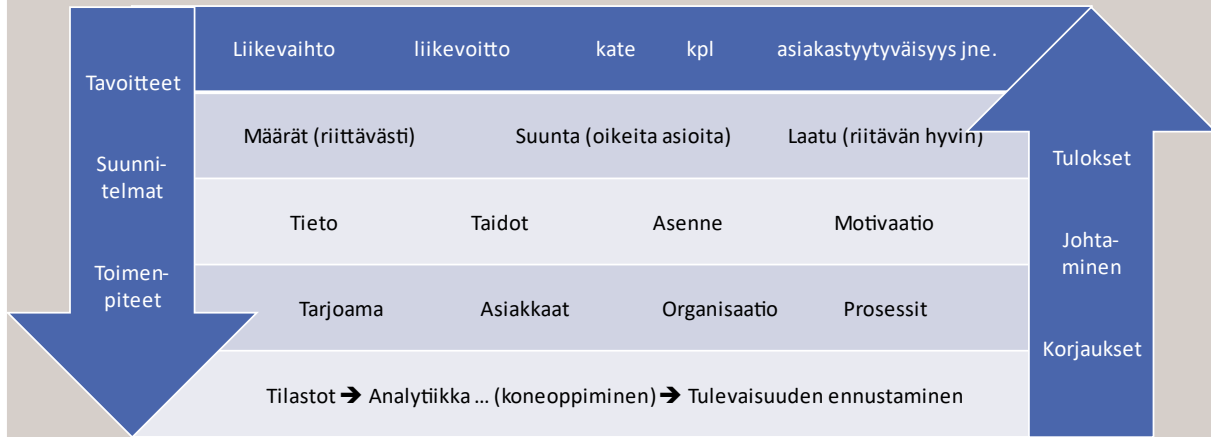 Liikevaihto liikevoitto kate kpl asiakastyytyväisyys jne.
Tavoitteet
Suunni-
telmat
Toimen-
piteet
Määrät (riittävästi) Suunta (oikeita asioita) Laatu (riitävän hyvin)
Tieto Taidot Asenne Motivaatio
Tarjoama Asiakkaat Organisaatio Prosessit
Tilastot → Analytiikka ... (koneoppiminen) → Tulevaisuuden ennustaminen
Tulokset
Johta-
minen
Korjaukset